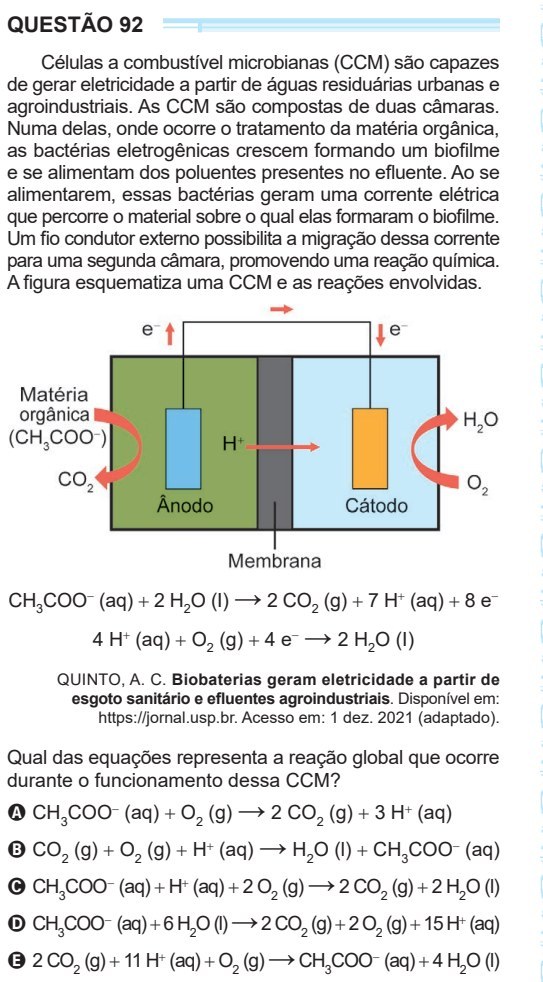 QUESTÃO 92
Células a combustível microbianas (CCM) são capazes
de gerar eletricidade a partir de águas residuárias urbanas e
agroindustriais. As CCM são compostas de duas câmaras.
Numa delas, onde ocorre o tratamento da matéria orgânica,
as bactérias eletrogênicas crescem formando um biofilme
e se alimentam dos poluentes presentes no efluente. Ao se
alimentarem, essas bactérias geram uma corrente elétrica
que percorre o material sobre o qual elas formaram o biofilme.
Um fio condutor externo possibilita a migração dessa corrente
para uma segunda câmara, promovendo uma reação química.
A figura esquematiza uma CCM e as reações envolvidas.
e⁻ e⁻
Matéria
orgânica
(CH₃COO⁻)
CO₂
H⁺
H₂O
O₂
Ânodo
Cátodo
Membrana
CH₃COO⁻ (aq) + 2 H₂O (l) → 2 CO₂ (g) + 7 H⁺ (aq) + 8 e⁻
4 H⁺ (aq) + O₂ (g) + 4 e⁻ → 2 H₂O (l)
QUINTO, A. C. Biobaterias geram eletricidade a partir de
esgoto sanitário e efluentes agroindustriais. Disponível em:
https://jornal.usp.br. Acesso em: 1 dez. 2021 (adaptado).
Qual das equações representa a reação global que ocorre
durante o funcionamento dessa CCM?
A CH₃COO⁻ (aq) + O₂ (g) → 2 CO₂ (g) + 3 H⁺ (aq)
B CO₂ (g) + O₂ (g) + H⁺ (aq) → H₂O (l) + CH₃COO⁻ (aq)
C CH₃COO⁻ (aq) + H⁺ (aq) + 2 O₂ (g) → 2 CO₂ (g) + 2 H₂O (l)
D CH₃COO⁻ (aq) + 6 H₂O (l) → 2 CO₂ (g) + 2 O₂ (g) + 15 H⁺ (aq)
E 2 CO₂ (g) + 11 H⁺ (aq) + O₂ (g) → CH₃COO⁻ (aq) + 4 H₂O (l)